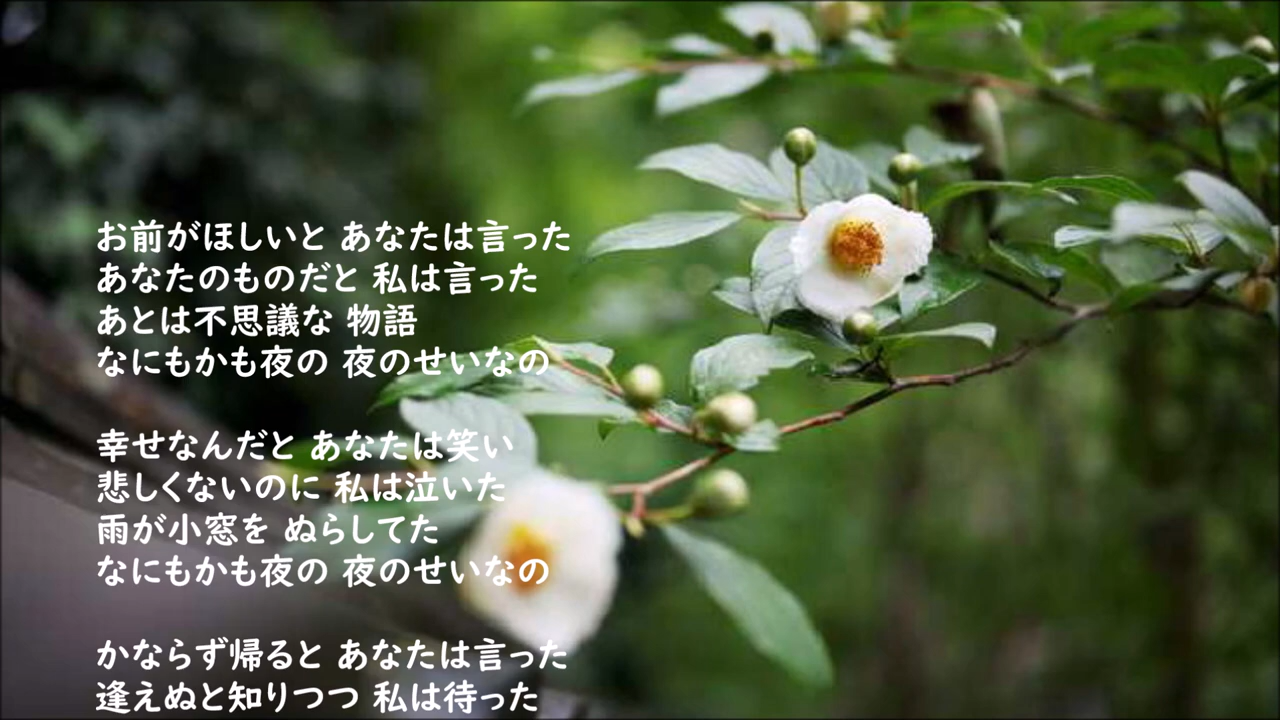 お前がほしいと あなたは言った
あなたのものだと 私は言った
あとは不思議な 物語
なにもかも夜の 夜のせいなの
幸せなんだと あなたは笑い
悲しくないのに 私は泣いた
雨が小窓を ぬらしてた
なにもかも夜の 夜のせいなの
かならず帰ると あなたは言った
逢えぬと知りつつ 私は待った